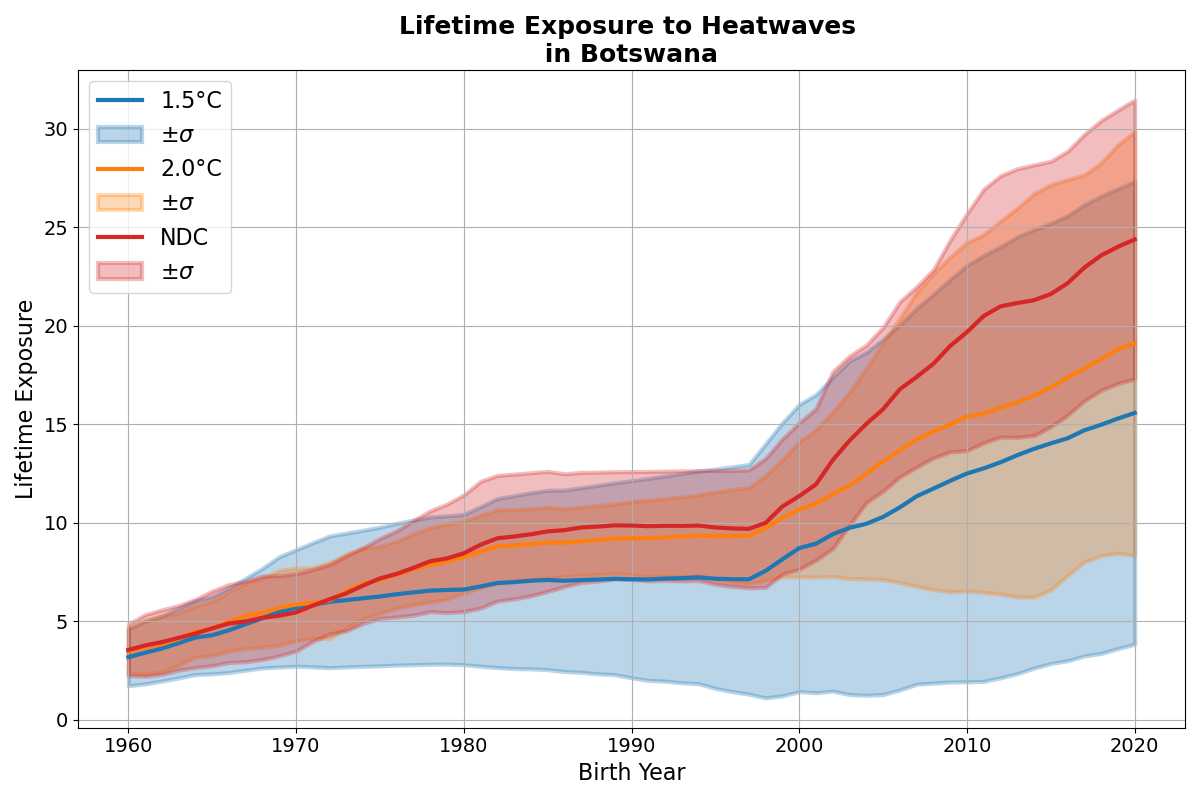 Lifetime Exposure to Heatwaves
in Botswana
1.5°C
±σ
2.0°C
±σ
NDC
±σ
Lifetime Exposure
30
25
20
15
10
5
0
1960 1970 1980 1990 2000 2010 2020
Birth Year